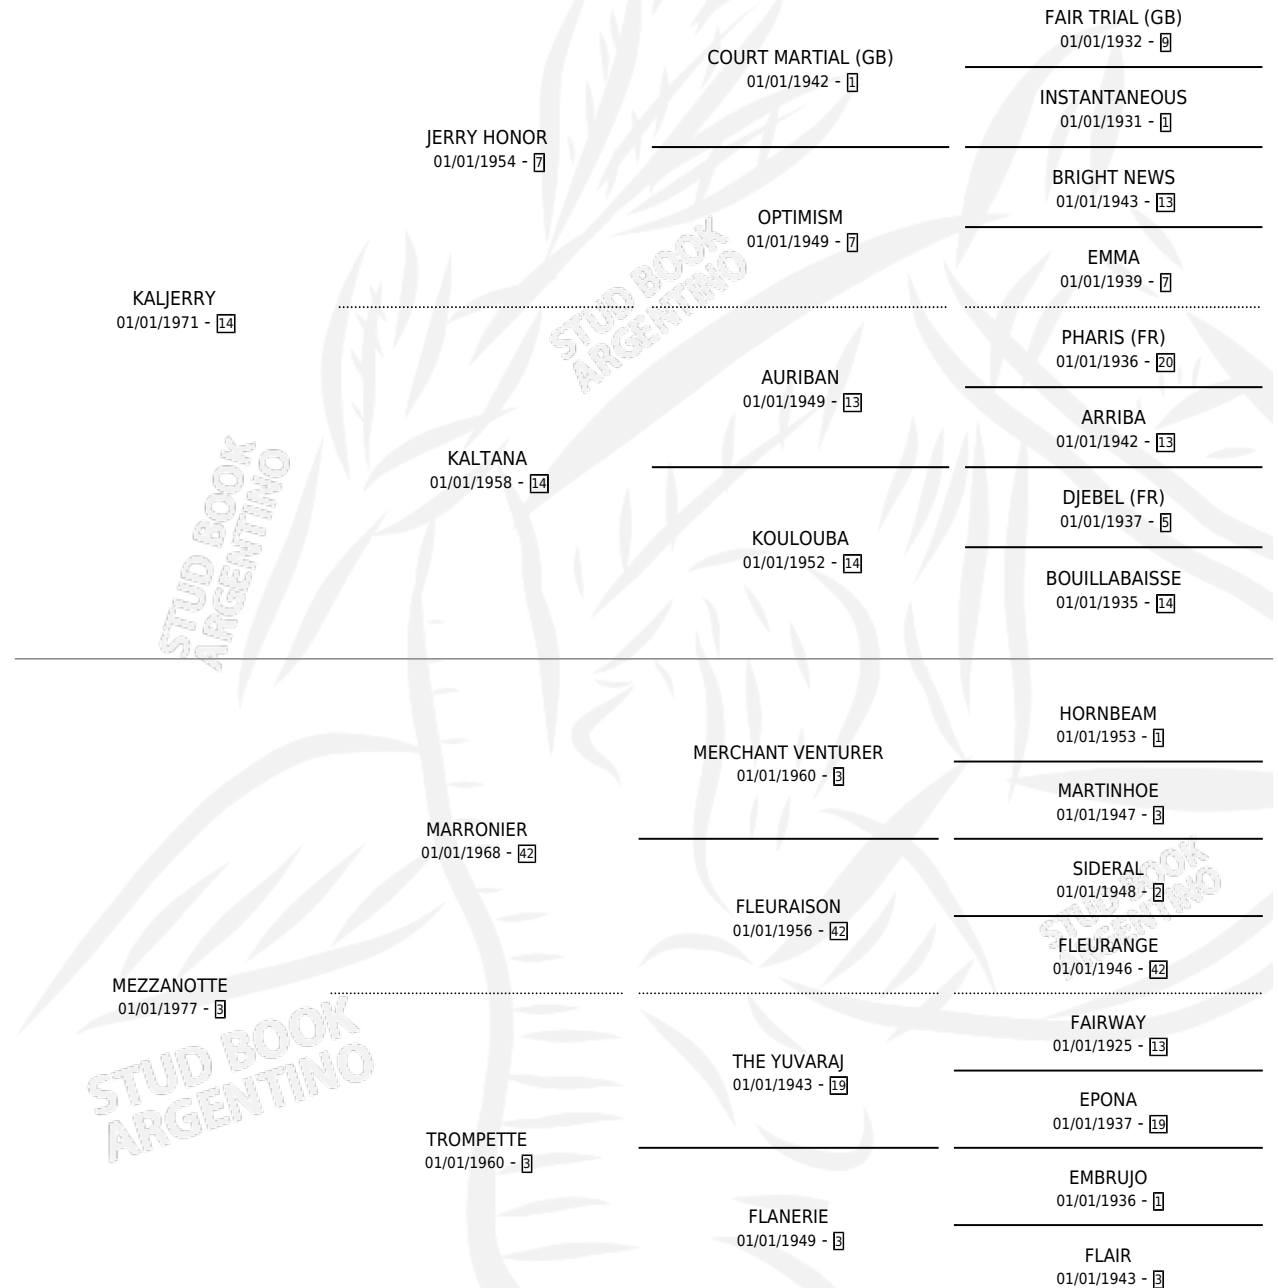 FAIR TRIAL (GB)
01/01/1932 - 9
COURT MARTIAL (GB)
01/01/1942 - 1
INSTANTANEOUS
01/01/1931 - 1
JERRY HONOR
01/01/1954 - 7
BRIGHT NEWS
01/01/1943 - 13
OPTIMISM
01/01/1949 - 7
EMMA
01/01/1939 - 7
KALJERRY
01/01/1971 - 14
PHARIS (FR)
01/01/1936 - 20
AURIBAN
01/01/1949 - 13
ARRIBA
01/01/1942 - 13
KALTANA
01/01/1958 - 14
DJEBEL (FR)
01/01/1937 - 5
KOULOUBA
01/01/1952 - 14
BOUILLABAISSE
01/01/1935 - 14
HORNBEAM
01/01/1953 - 1
MERCHANT VENTURER
01/01/1960 - 3
MARTINHOE
01/01/1947 - 3
MARRONIER
01/01/1968 - 42
SIDERAL
01/01/1948 - 2
FLEURAISON
01/01/1956 - 42
FLEURANGE
01/01/1946 - 42
MEZZANOTTE
01/01/1977 - 3
FAIRWAY
01/01/1925 - 13
THE YUVARAJ
01/01/1943 - 19
EPONA
01/01/1937 - 19
TROMPETTE
01/01/1960 - 3
EMBRUJO
01/01/1936 - 1
FLANERIE
01/01/1949 - 3
FLAIR
01/01/1943 - 3
STUD BOOK
ARGENTINO
STUD BOOK
ARGENTINO
STUD BOOK
ARGENTINO
STUD BOOK
ARGENTINO